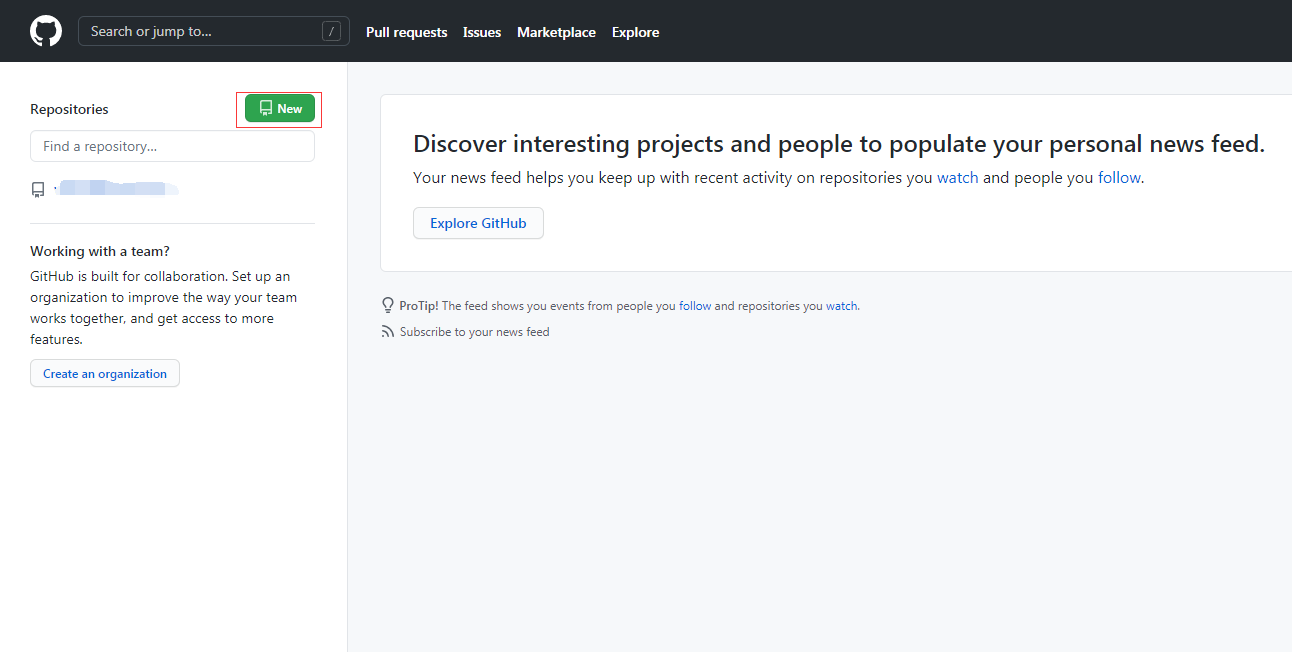 Search or jump to...
/
Pull requests
Issues
Marketplace
Explore
Repositories
New
Find a repository...
Working with a team?
GitHub is built for collaboration. Set up an
organization to improve the way your team
works together, and get access to more
features.
Create an organization
Discover interesting projects and people to populate your personal news feed.
Your news feed helps you keep up with recent activity on repositories you watch and people you follow.
Explore GitHub
ProTip! The feed shows you events from people you follow and repositories you watch.
Subscribe to your news feed